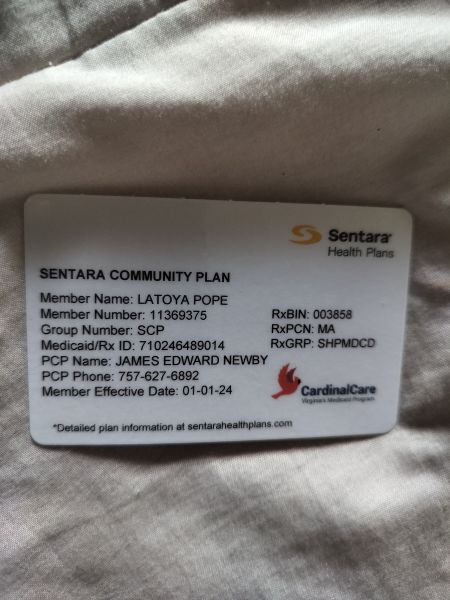 Sentara
Health Plans
SENTARA COMMUNITY PLAN
Member Name: LATOYA POPE
Member Number: 11369375
RxBIN: 003858
Group Number: SCP
RxPCN: MA
Medicaid/Rx ID: 710246489014
RxGRP: SHPMDCD
PCP Name: JAMES EDWARD NEWBY
PCP Phone: 757-627-6892
Member Effective Date: 01-01-24
CardinalCare
Virginia's Medicaid Program
*Detailed plan information at sentarahealthplans.com